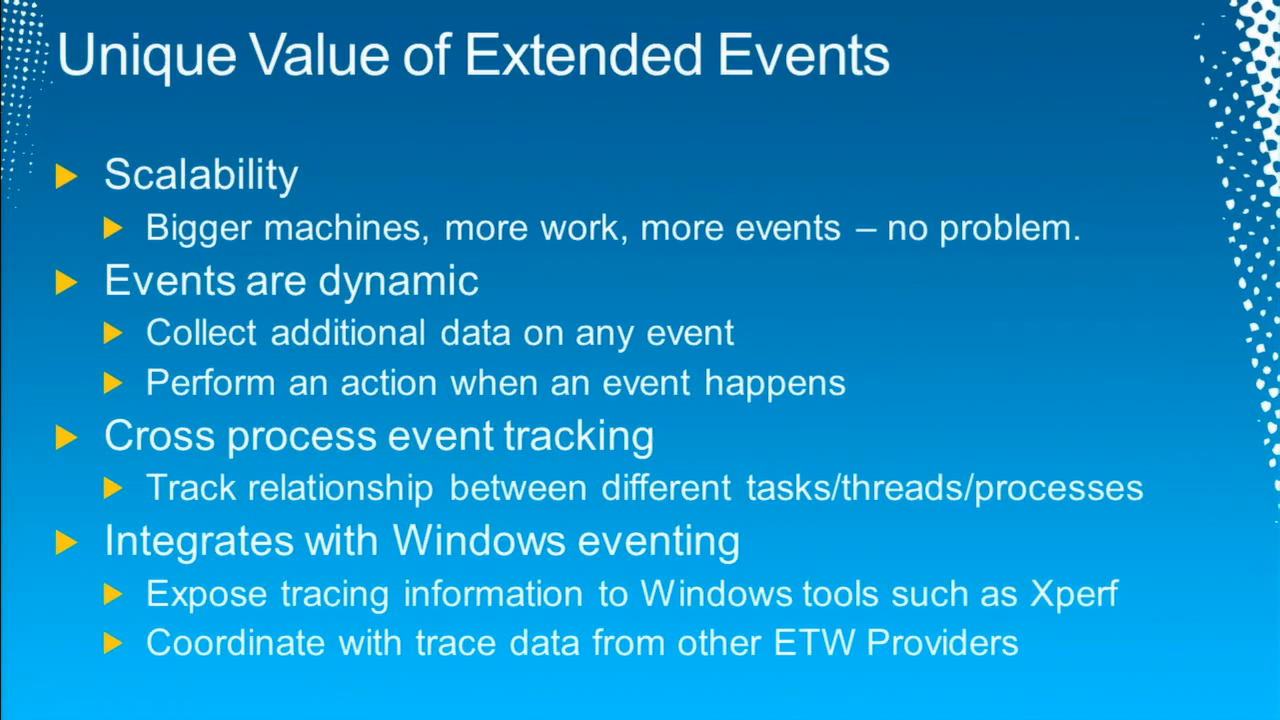 Unique Value of Extended Events
Scalability
Bigger machines, more work, more events – no problem.
Events are dynamic
Collect additional data on any event
Perform an action when an event happens
Cross process event tracking
Track relationship between different tasks/threads/processes
Integrates with Windows eventing
Expose tracing information to Windows tools such as Xperf
Coordinate with trace data from other ETW Providers